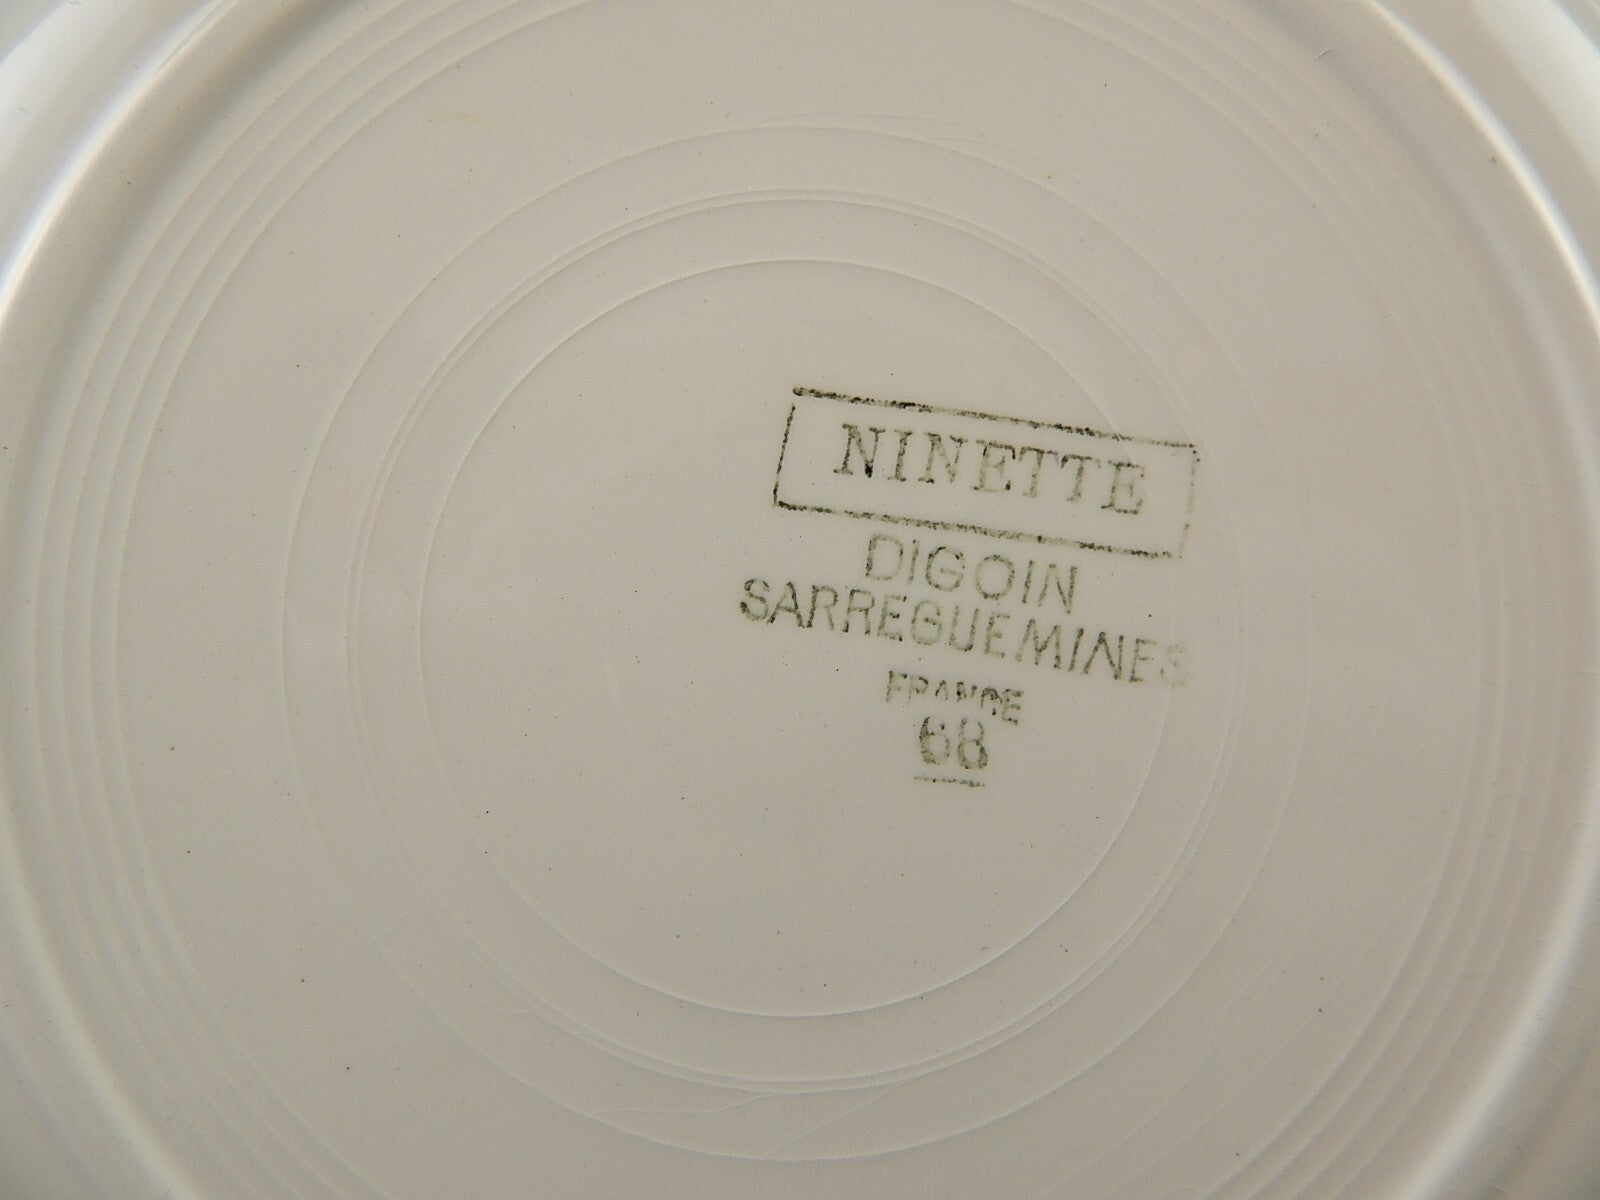 NINETTE
DIGOIN
SARREGUEMINES
FRANCE
68